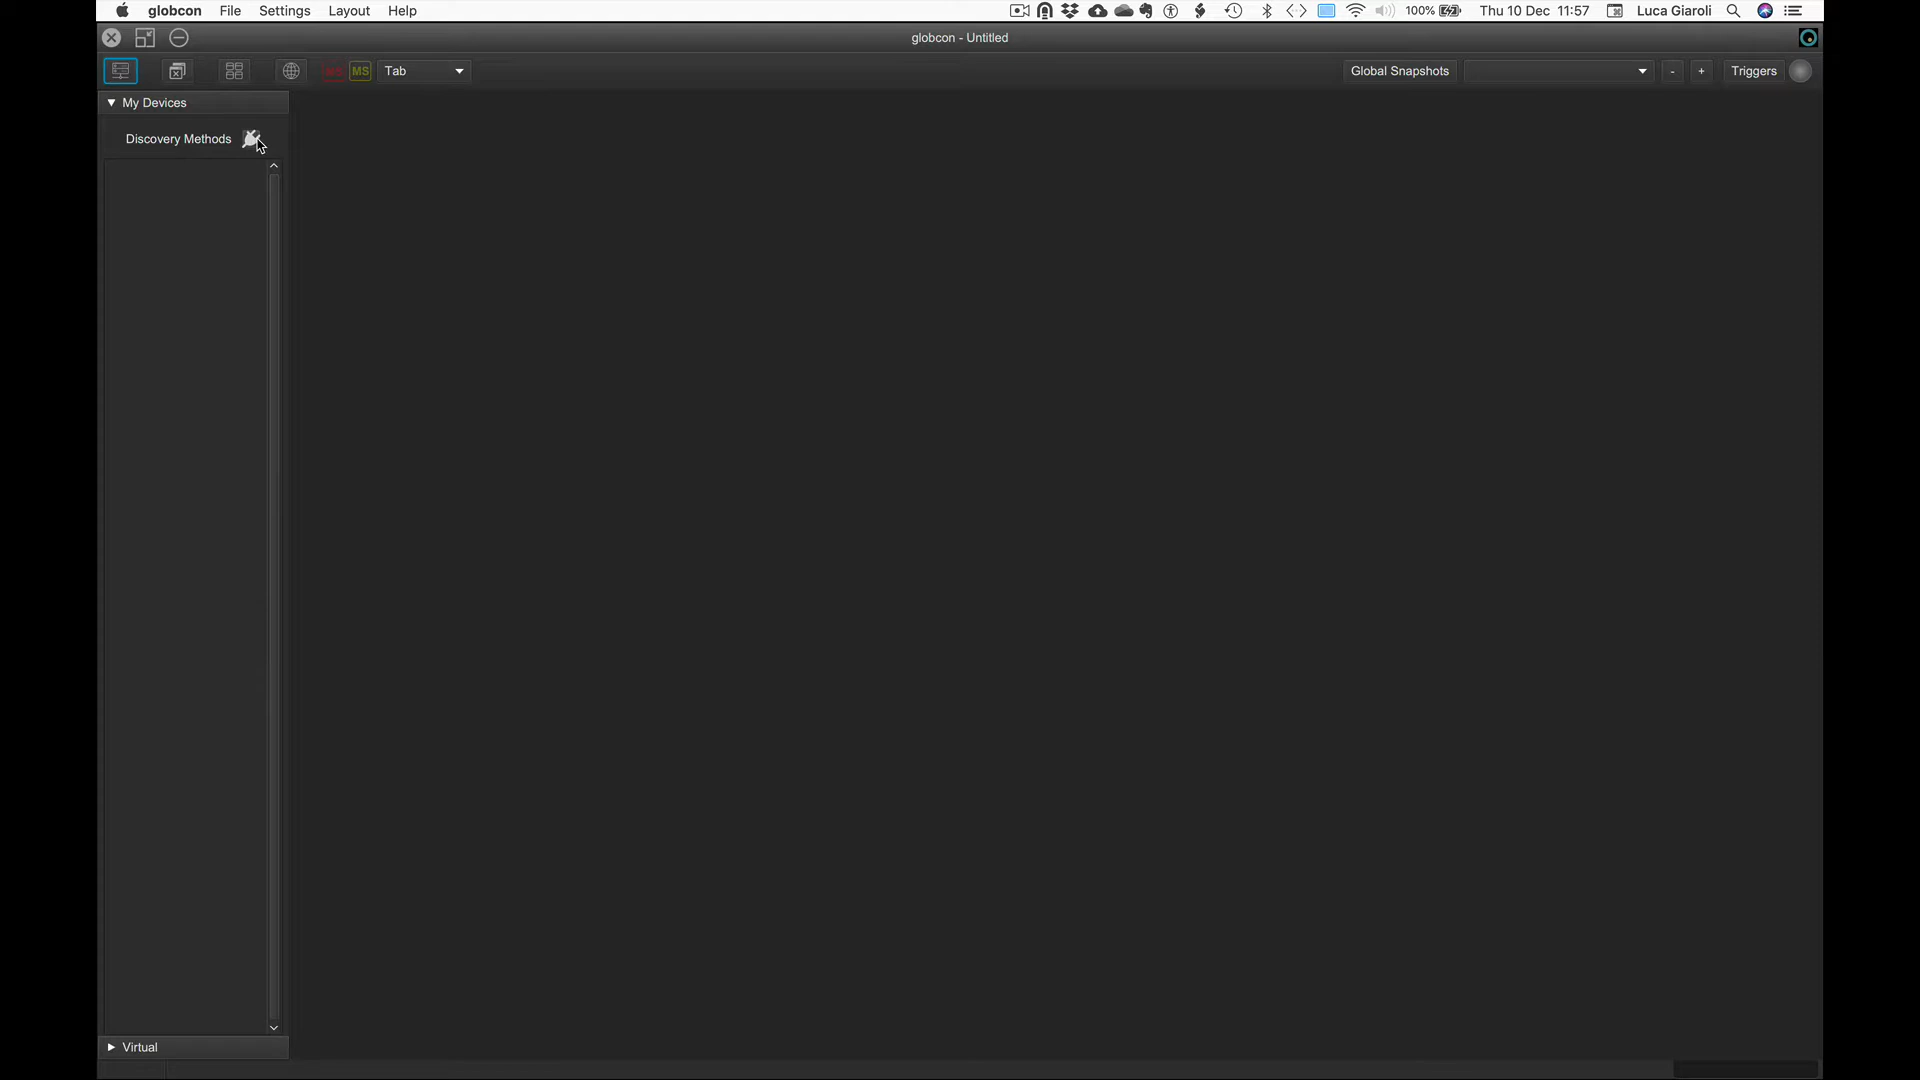 globcon File Settings Layout Help 100% Thu 10 Dec 11:57 Luca Giaroli
globcon - Untitled
MS MS Tab Global Snapshots - + Triggers
My Devices
Discovery Methods
Virtual